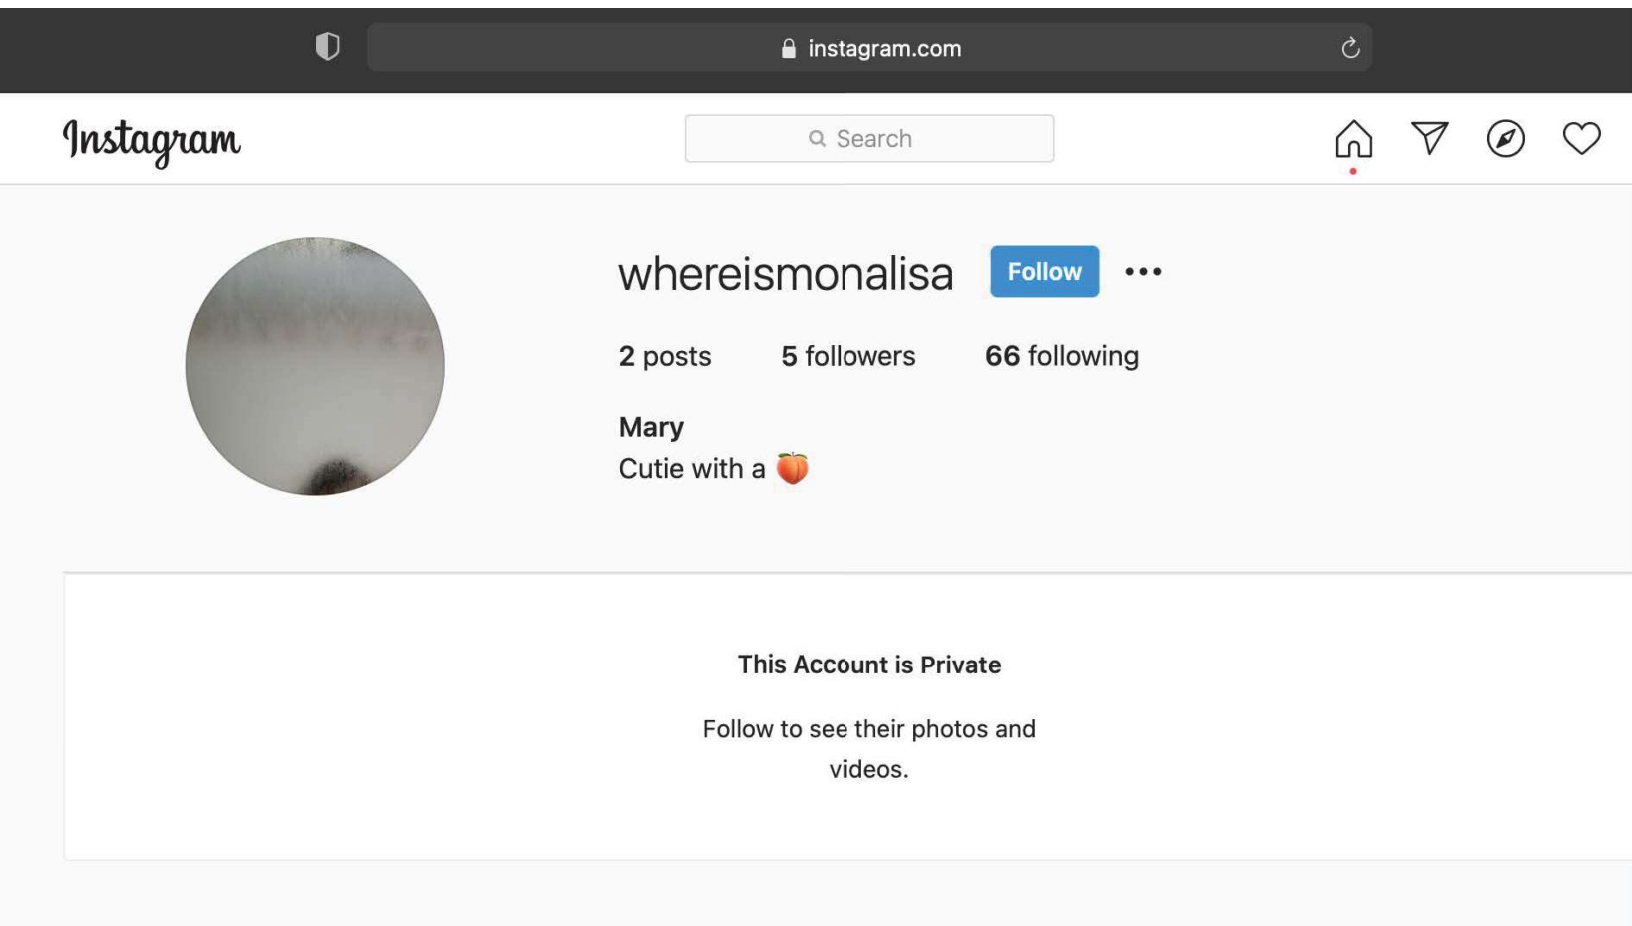 instagram.com
Instagram
Search
whereismonalisa Follow
2 posts 5 followers 66 following
Mary
Cutie with a 🍑
This Account is Private
Follow to see their photos and
videos.